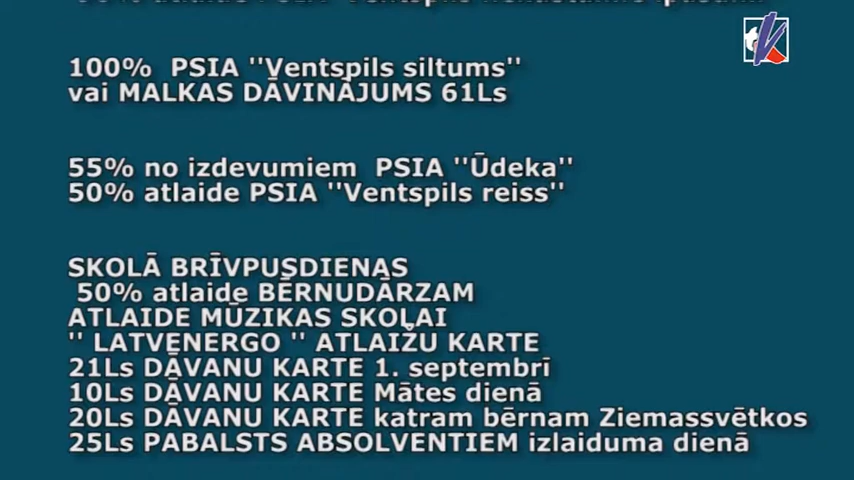 100% PSIA ''Ventspils siltums''
vai MALKAS DĀVINĀJUMS 61Ls
55% no izdevumiem PSIA ''Ūdeka''
50% atlaide PSIA ''Ventspils reiss''
SKOLĀ BRĪVPUSDIENAS
50% atlaide BĒRNUDĀRZAM
ATLAIDE MŪZIKAS SKOLAI
'' LATVENERGO '' ATLAIŽU KARTE
21Ls DĀVANU KARTE 1. septembrī
10Ls DĀVANU KARTE Mātes dienā
20Ls DĀVANU KARTE katram bērnam Ziemassvētkos
25Ls PABALSTS ABSOLVENTIEM izlaiduma dienā